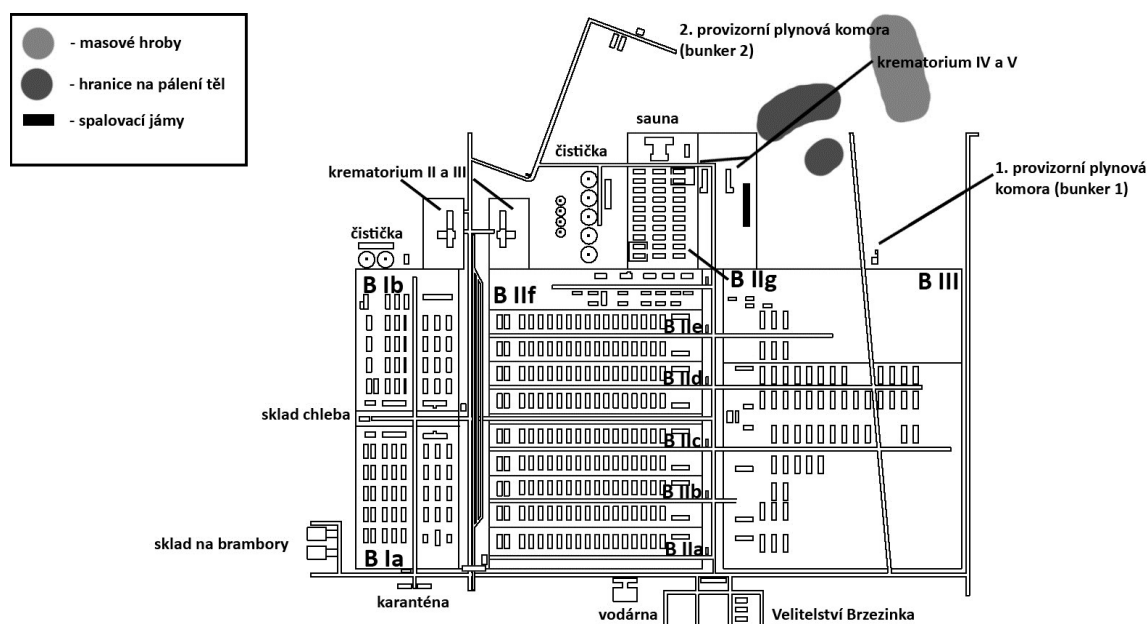 - masové hroby
- hranice na pálení těl
- spalovací jámy
2. provizorní plynová komora
(bunker 2)
krematorium IV a V
sauna
čistička
krematorium II a III
1. provizorní plynová
komora (bunker 1)
čistička
B Ib
B IIf
B IIg
B III
B IIe
B IId
sklad chleba
B IIc
B IIb
sklad na brambory
B Ia
B IIa
karanténa
vodárna
Velitelství Brzezinka